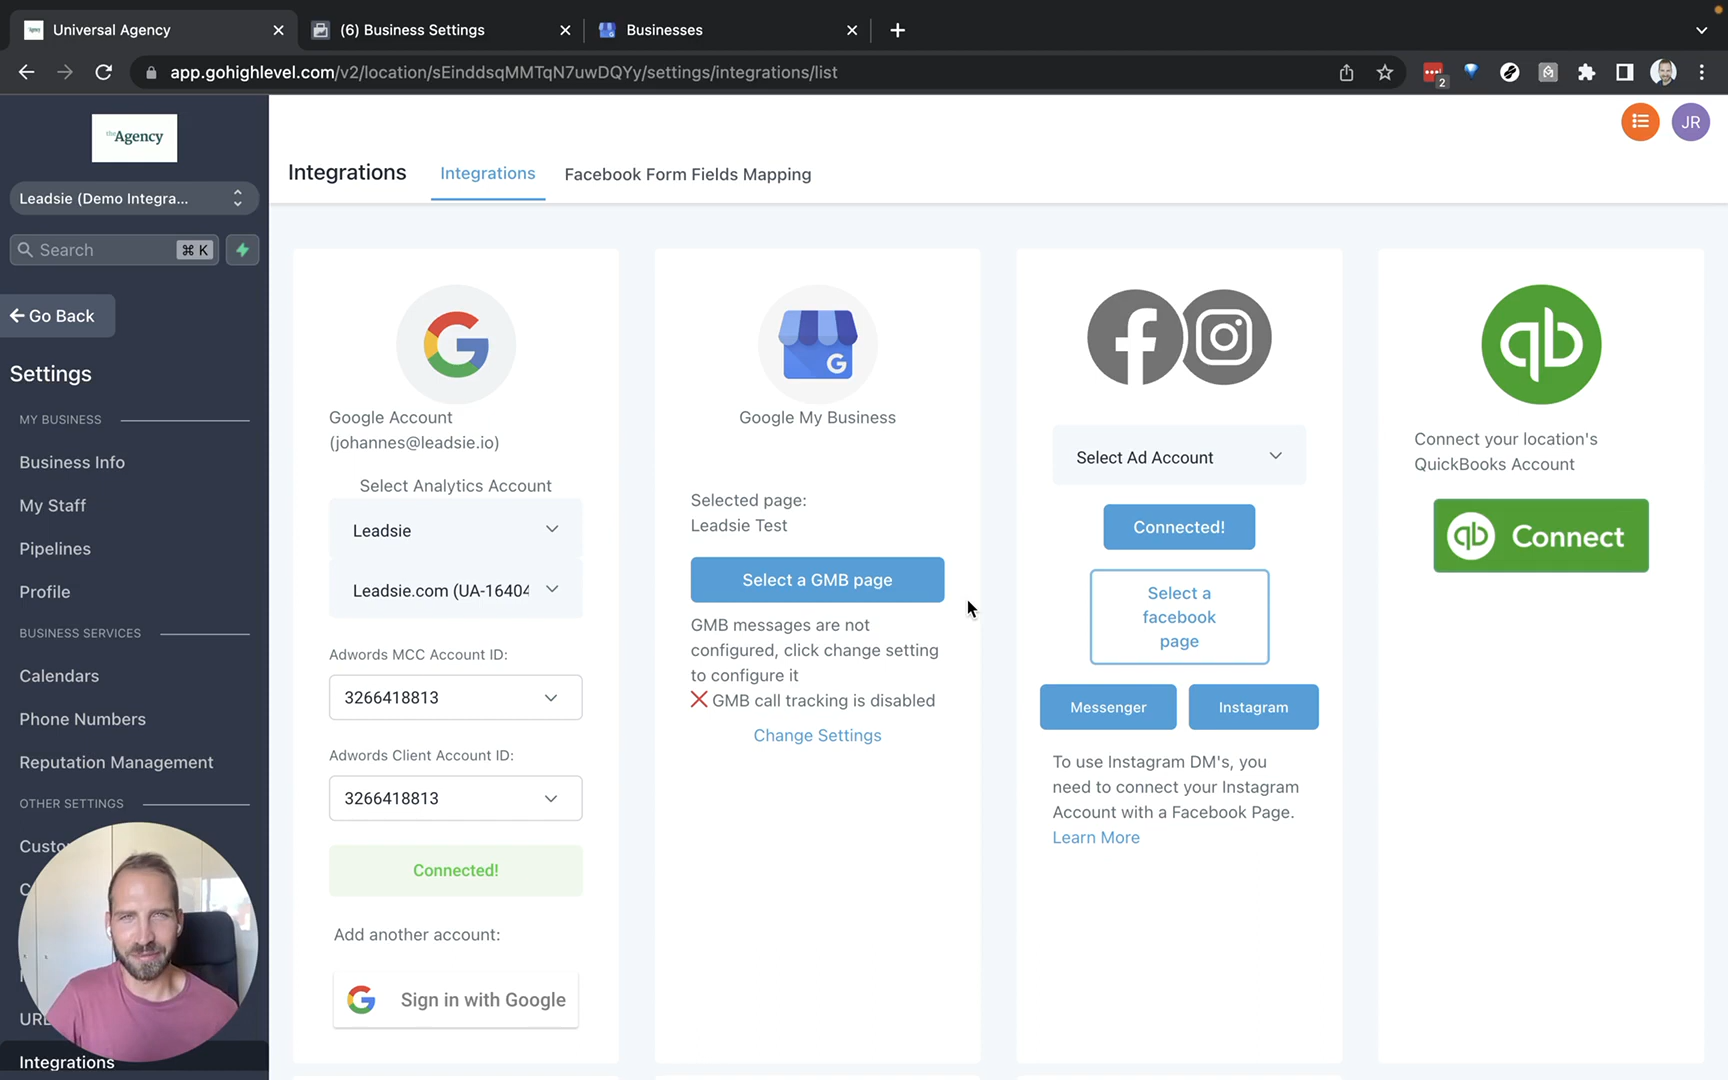 Universal Agency
(6) Business Settings
Businesses
app.gohighlevel.com/v2/location/sEinddsqMMTqN7uwDQYy/settings/integrations/list
2
theAgency
Leadsie (Demo Integra...
Search
⌘ K
Go Back
Settings
MY BUSINESS
Business Info
My Staff
Pipelines
Profile
BUSINESS SERVICES
Calendars
Phone Numbers
Reputation Management
OTHER SETTINGS
Custo
C
URL
Integrations
JR
Integrations
Integrations
Facebook Form Fields Mapping
Google Account
(johannes@leadsie.io)
Select Analytics Account
Leadsie
Leadsie.com (UA-16404
Adwords MCC Account ID:
3266418813
Adwords Client Account ID:
3266418813
Connected!
Add another account:
Sign in with Google
Google My Business
Selected page:
Leadsie Test
Select a GMB page
GMB messages are not
configured, click change setting
to configure it
❌ GMB call tracking is disabled
Change Settings
Select Ad Account
Connected!
Select a
facebook
page
Messenger
Instagram
To use Instagram DM's, you
need to connect your Instagram
Account with a Facebook Page.
Learn More
qb
Connect your location's
QuickBooks Account
qb Connect